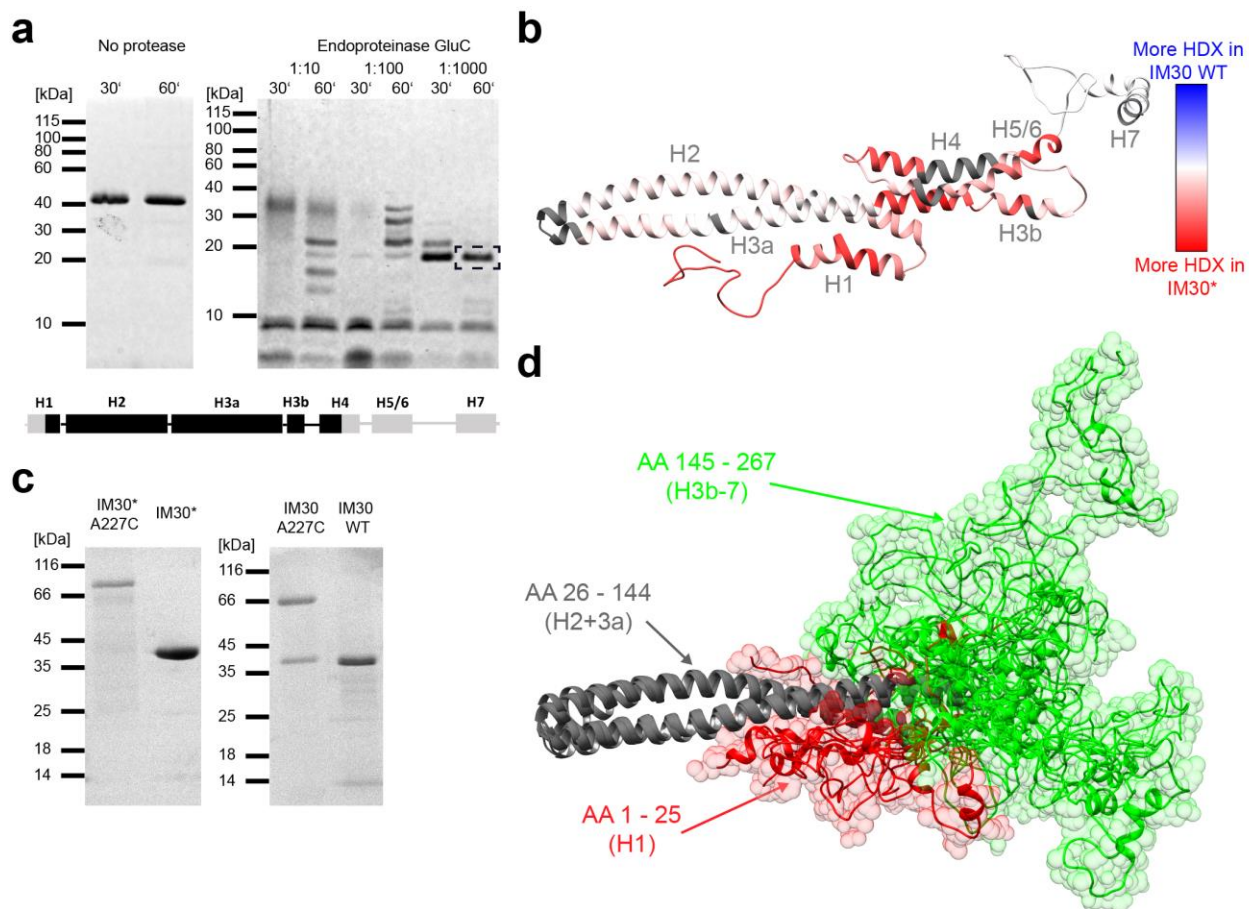 a
No protease
Endoproteinase GluC
1:10 1:100 1:1000
[kDa] 30‘ 60‘
[kDa] 30‘ 60‘ 30‘ 60‘ 30‘ 60‘
115
100
80
60
40
30
20
10
115
100
80
60
40
30
20
10
H1 H2 H3a H3b H4 H5/6 H7
b
More HDX in
IM30 WT
More HDX in
IM30*
H2
H4
H5/6
H7
H3a
H3b
H1
c
IM30*
A227C
IM30*
[kDa]
116
66
45
35
25
18
14
IM30
A227C
IM30
WT
[kDa]
116
66
45
35
25
18
14
d
AA 145 - 267
(H3b-7)
AA 26 - 144
(H2+3a)
AA 1 - 25
(H1)